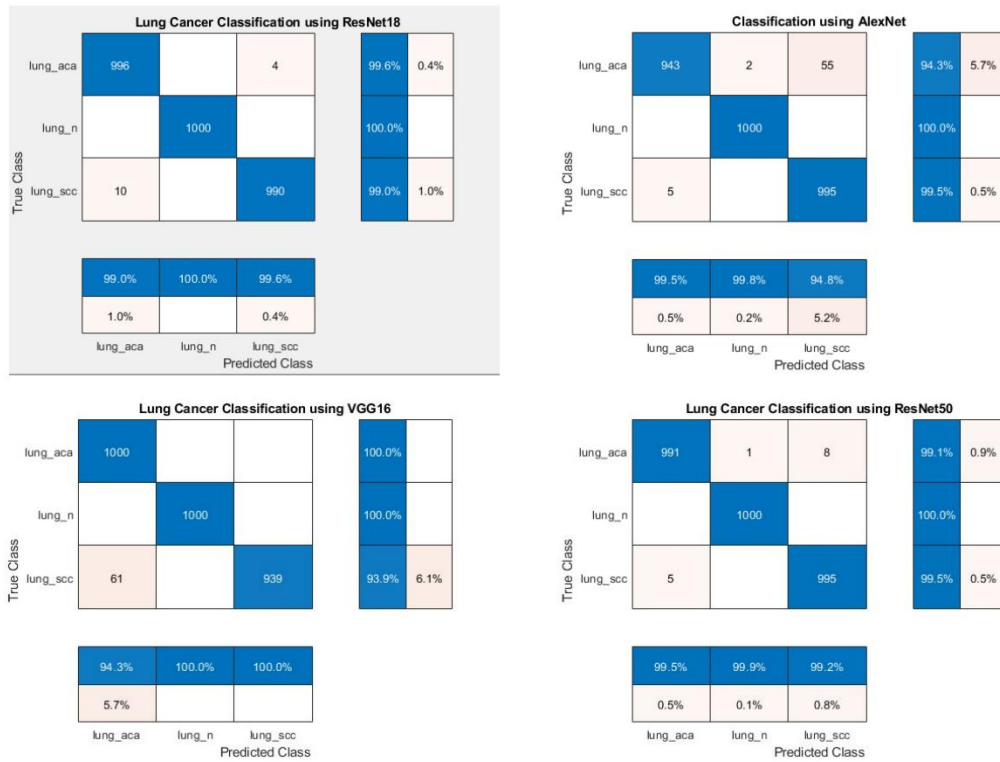 Lung Cancer Classification using ResNet18
lung_aca 996 4 99.6% 0.4%
lung_n 1000 100.0%
lung_scc 10 990 99.0% 1.0%
True Class
99.0% 100.0% 99.6%
1.0% 0.4%
lung_aca lung_n lung_scc
Predicted Class
Classification using AlexNet
lung_aca 943 2 55 94.3% 5.7%
lung_n 1000 100.0%
lung_scc 5 995 99.5% 0.5%
True Class
99.5% 99.8% 94.8%
0.5% 0.2% 5.2%
lung_aca lung_n lung_scc
Predicted Class
Lung Cancer Classification using VGG16
lung_aca 1000 100.0%
lung_n 1000 100.0%
lung_scc 61 939 93.9% 6.1%
True Class
94.3% 100.0% 100.0%
5.7%
lung_aca lung_n lung_scc
Predicted Class
Lung Cancer Classification using ResNet50
lung_aca 991 1 8 99.1% 0.9%
lung_n 1000 100.0%
lung_scc 5 995 99.5% 0.5%
True Class
99.5% 99.9% 99.2%
0.5% 0.1% 0.8%
lung_aca lung_n lung_scc
Predicted Class